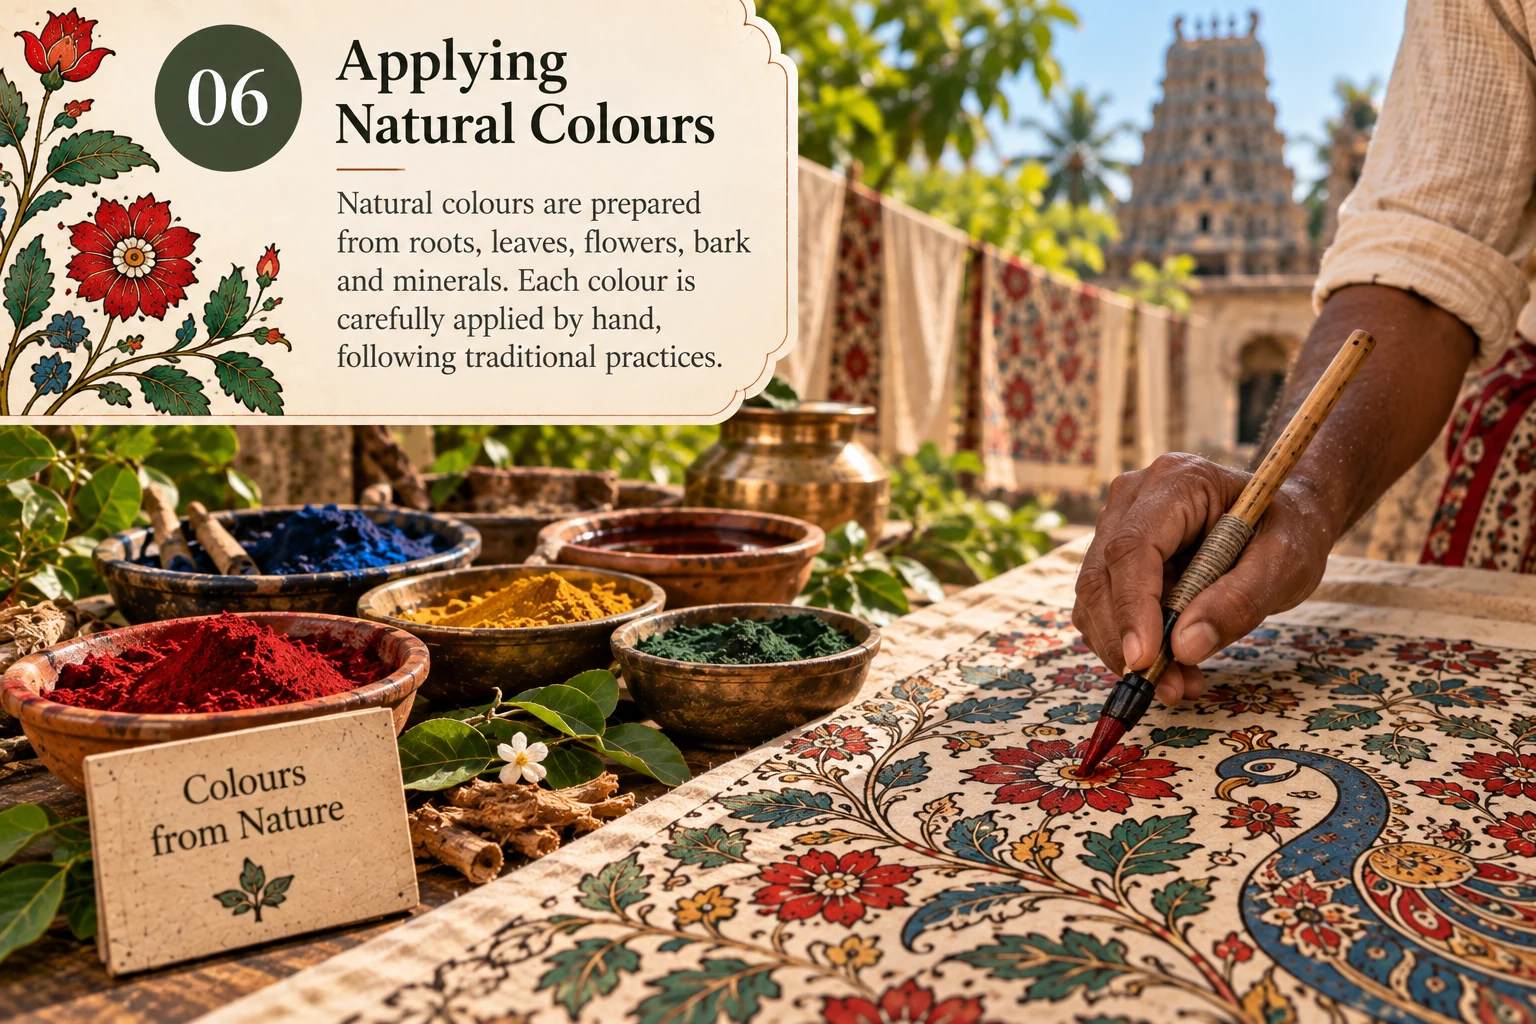 06
Applying
Natural Colours
Natural colours are prepared
from roots, leaves, flowers, bark
and minerals. Each colour is
carefully applied by hand,
following traditional practices.
Colours
from Nature